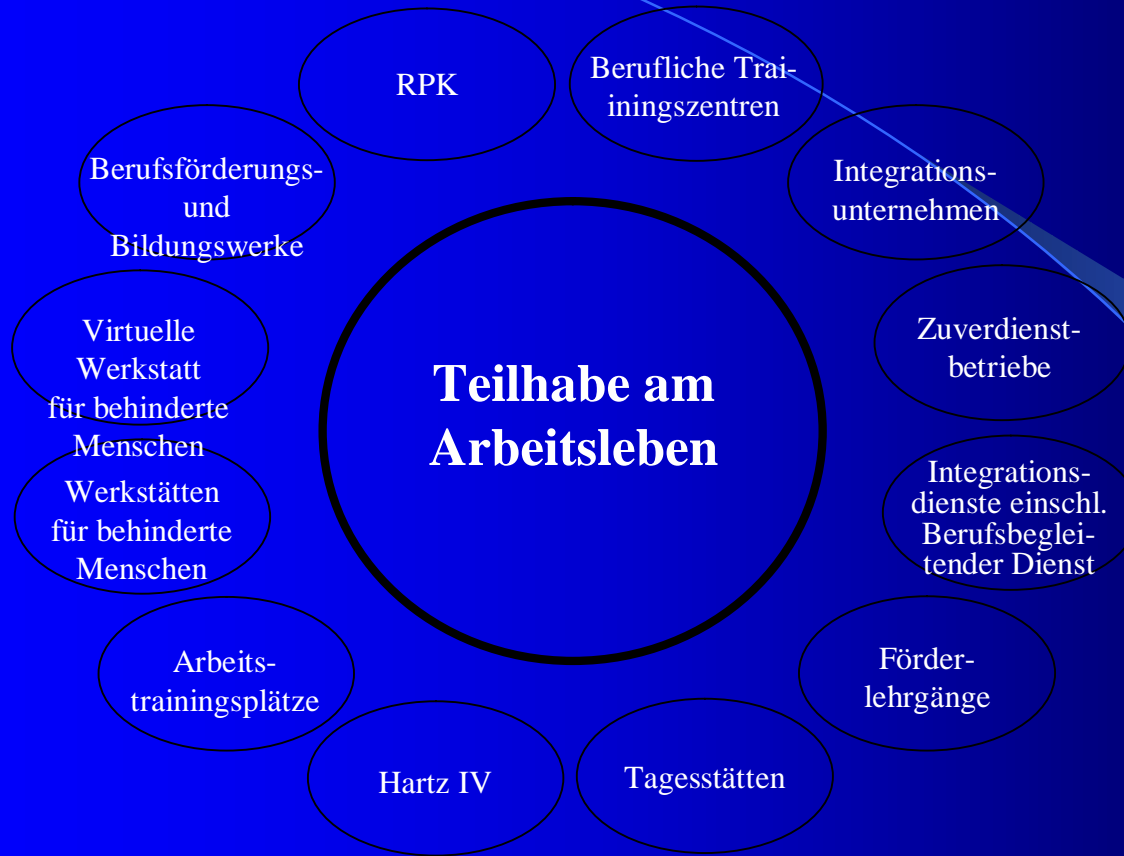 RPK
Berufliche Trai-
iningszentren
Integrations-
unternehmen
Zuverdienst-
betriebe
Integrations-
dienste einschl.
Berufsbeglei-
tender Dienst
Förder-
lehrgänge
Tagesstätten
Hartz IV
Arbeits-
trainingsplätze
Werkstätten
für behinderte
Menschen
Virtuelle
Werkstatt
für behinderte
Menschen
Berufsförderungs-
und
Bildungswerke
Teilhabe am
Arbeitsleben